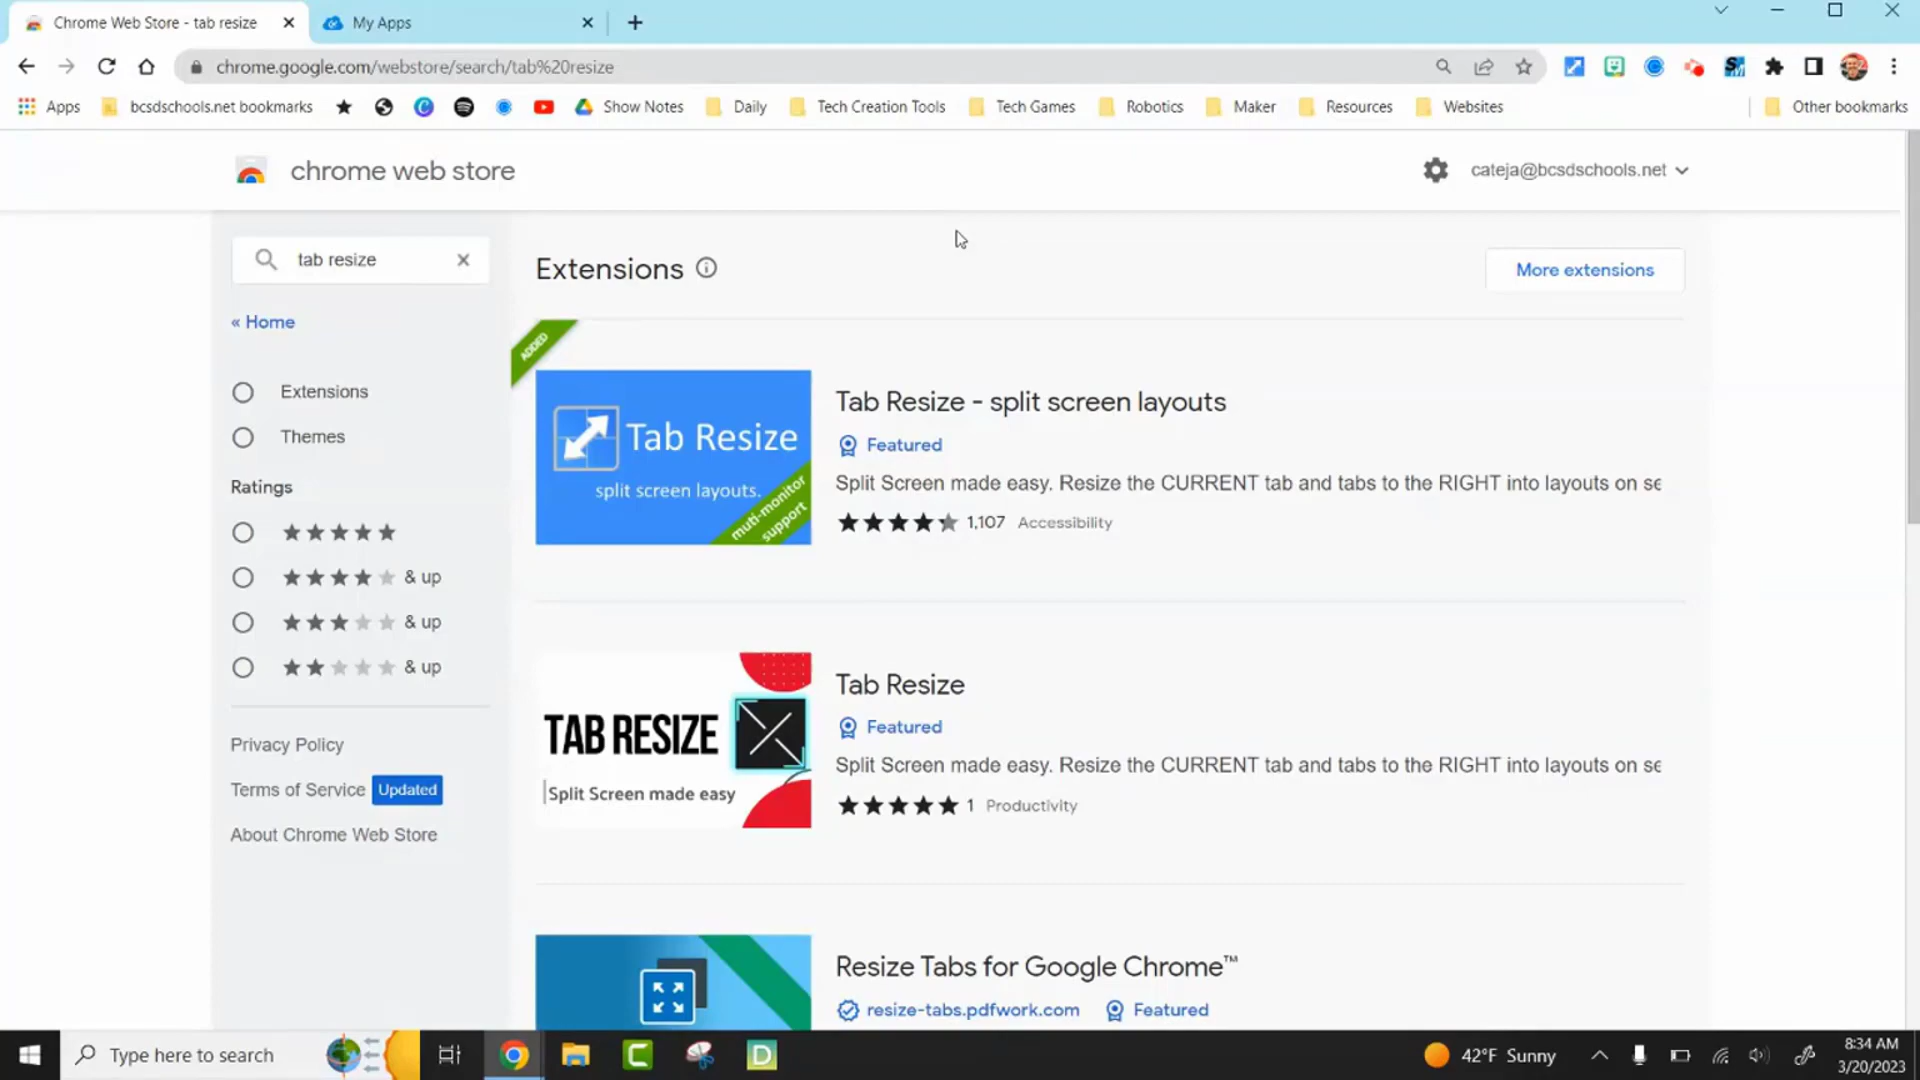 Chrome Web Store - tab resize
My Apps
chrome.google.com/webstore/search/tab%20resize
Apps
bcsdschools.net bookmarks
Show Notes
Daily
Tech Creation Tools
Tech Games
Robotics
Maker
Resources
Websites
Other bookmarks
chrome web store
cateja@bcsdschools.net
tab resize
« Home
Extensions
Themes
Ratings
& up
& up
& up
Privacy Policy
Terms of Service Updated
About Chrome Web Store
Extensions
More extensions
ADDED
Tab Resize
split screen layouts.
muti-monitor
support
Tab Resize - split screen layouts
Featured
Split Screen made easy. Resize the CURRENT tab and tabs to the RIGHT into layouts on se
1,107 Accessibility
TAB RESIZE
Split Screen made easy
Tab Resize
Featured
Split Screen made easy. Resize the CURRENT tab and tabs to the RIGHT into layouts on se
1 Productivity
Resize Tabs for Google Chrome™
resize-tabs.pdfwork.com
Featured
Type here to search
C
D
42°F Sunny
8:34 AM
3/20/2023